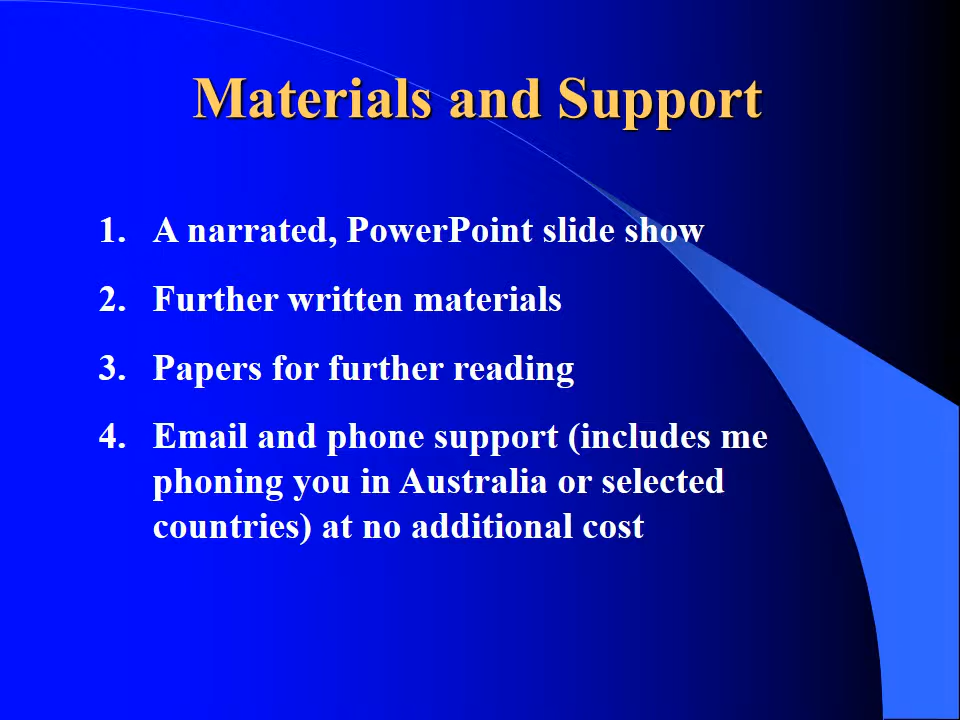 Materials and Support
1. A narrated, PowerPoint slide show
2. Further written materials
3. Papers for further reading
4. Email and phone support (includes me
phoning you in Australia or selected
countries) at no additional cost